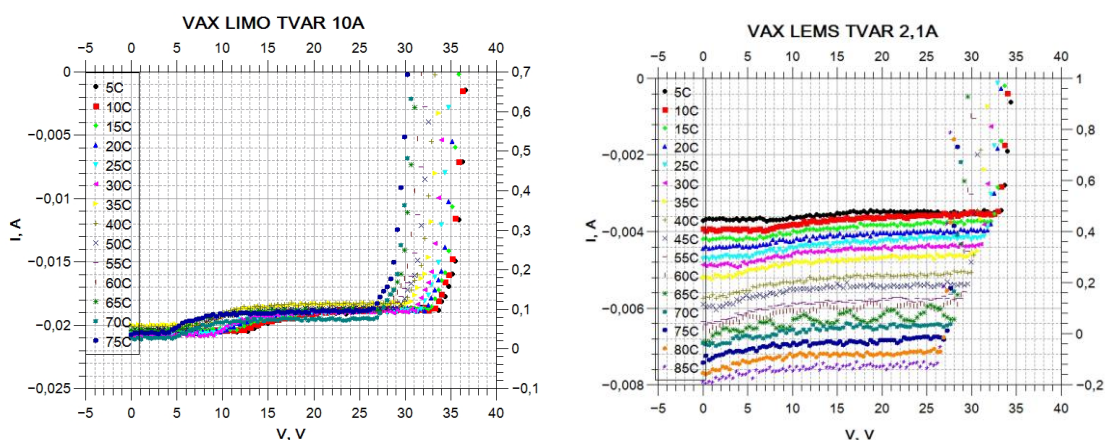 VAX LIMO TVAR 10A
−5 0 5 10 15 20 25 30 35 40 45
0
−0,005
−0,01
−0,015
−0,02
−0,025
I, A
5C
10C
15C
20C
25C
30C
35C
40C
50C
55C
60C
65C
70C
75C
0,7
0,6
0,5
0,4
0,3
0,2
0,1
0
−0,1
−5 0 5 10 15 20 25 30 35 40 45
V, V
VAX LEMS TVAR 2,1A
−5 0 5 10 15 20 25 30 35 40 45
0
−0,002
−0,004
−0,006
−0,008
I, A
5C
10C
15C
20C
25C
30C
35C
40C
45C
55C
60C
65C
70C
75C
80C
85C
1
0,8
0,6
0,4
0,2
0
−0,2
−5 0 5 10 15 20 25 30 35 40 45
V, V